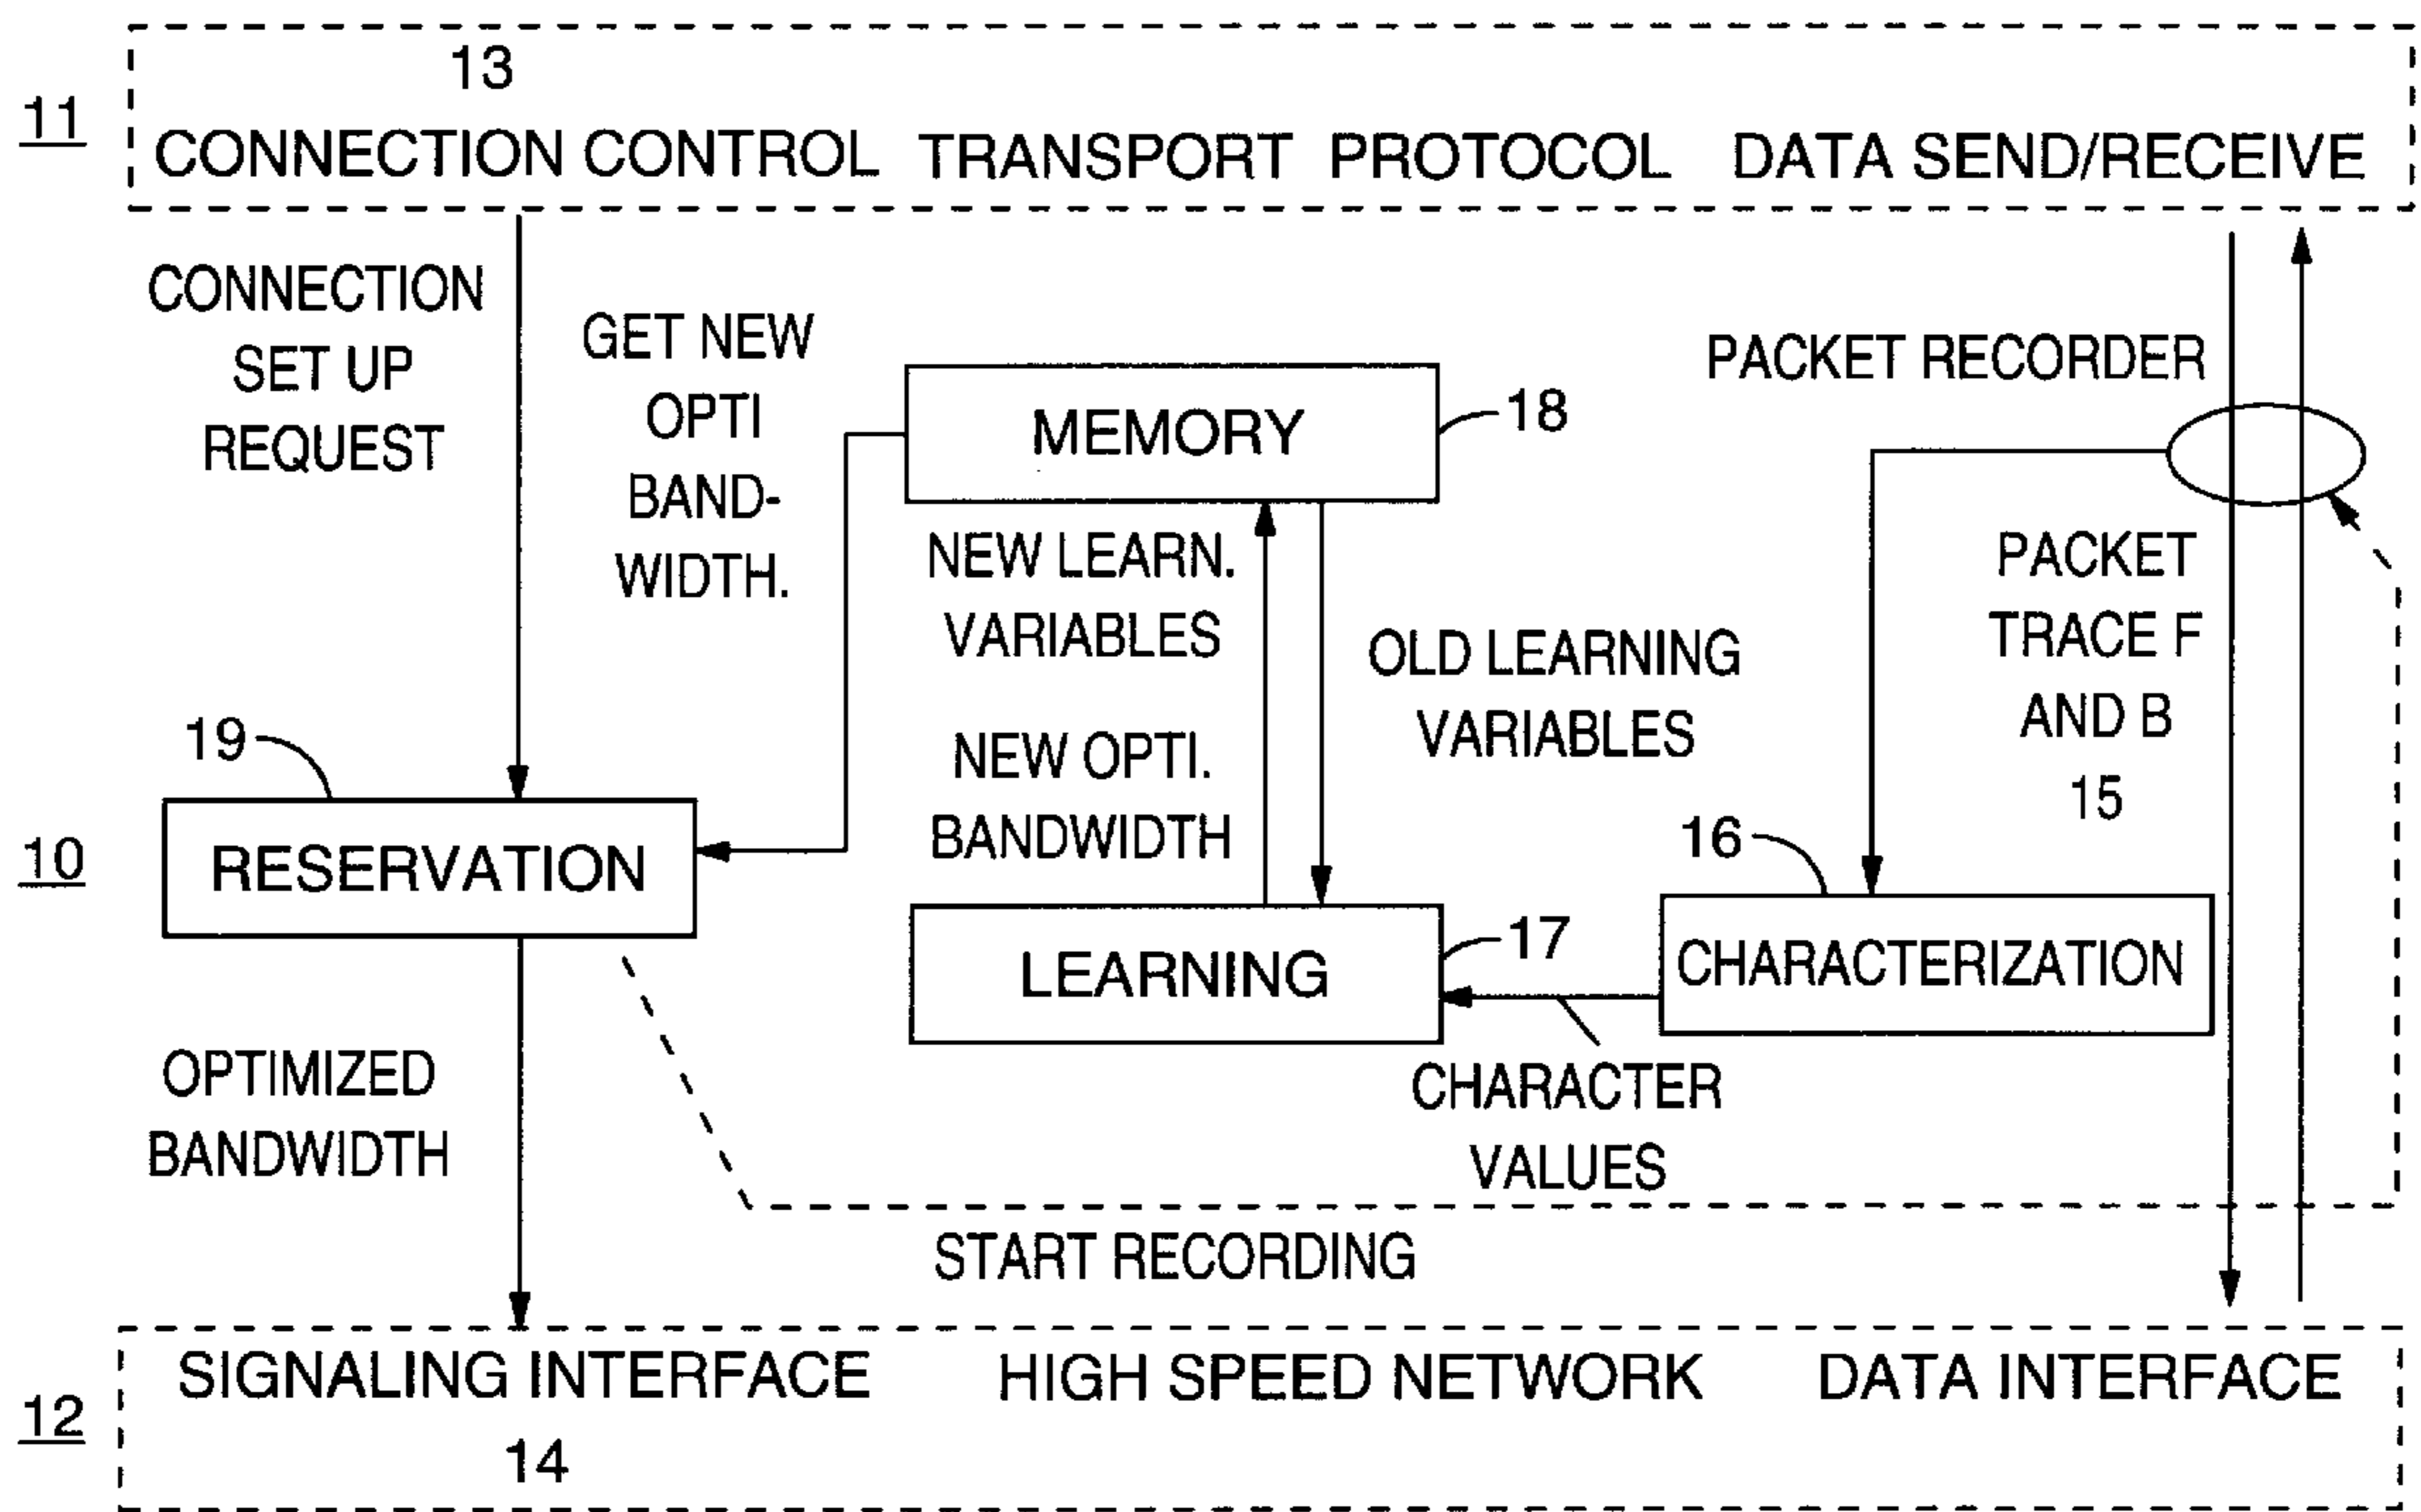 13
11
CONNECTION CONTROL TRANSPORT PROTOCOL DATA SEND/RECEIVE
CONNECTION
SET UP
REQUEST
GET NEW
OPTI
BAND-
WIDTH.
MEMORY
18
PACKET RECORDER
NEW LEARN.
VARIABLES
NEW OPTI.
BANDWIDTH
OLD LEARNING
VARIABLES
PACKET
TRACE F
AND B
15
19
10
RESERVATION
LEARNING
17
16
CHARACTERIZATION
CHARACTER
VALUES
OPTIMIZED
BANDWIDTH
START RECORDING
SIGNALING INTERFACE HIGH SPEED NETWORK DATA INTERFACE
12
14